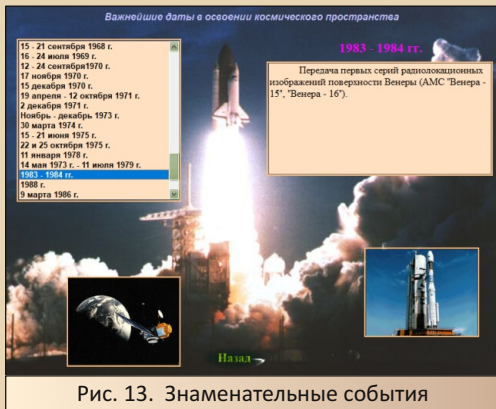 Важнейшие даты в освоении космического пространства
15 - 21 сентября 1968 г.
16 - 24 июля 1969 г.
12 - 24 сентября1970 г.
17 ноября 1970 г.
15 декабря 1970 г.
19 апреля - 12 октября 1971 г.
2 декабря 1971 г.
Ноябрь - декабрь 1973 г.
30 марта 1974 г.
15 - 21 июня 1975 г.
22 и 25 октября 1975 г.
11 января 1978 г.
14 мая 1973 г. - 11 июля 1979 г.
1983 - 1984 гг.
1988 г.
9 марта 1986 г.
1983 - 1984 гг.
Передача первых серий радиолокационных
изображений поверхности Венеры (АМС "Венера -
15", "Венера - 16").
Назад
Рис. 13. Знаменательные события